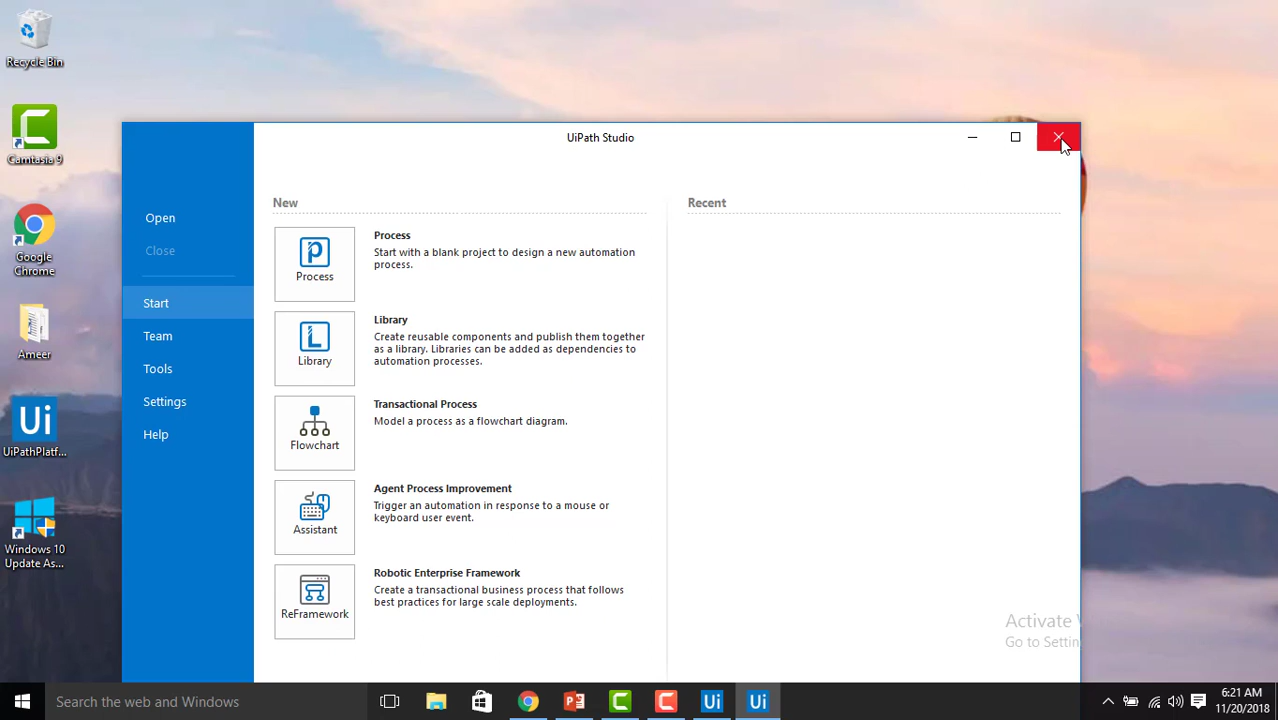 Recycle Bin
Camtasia 9
Google
Chrome
Ameer
Ui
UiPathPlatf...
Windows 10
Update As...
UiPath Studio
Open
Close
Start
Team
Tools
Settings
Help
New
Process
Process
Start with a blank project to design a new automation
process.
Library
Library
Create reusable components and publish them together
as a library. Libraries can be added as dependencies to
automation processes.
Flowchart
Transactional Process
Model a process as a flowchart diagram.
Assistant
Agent Process Improvement
Trigger an automation in response to a mouse or
keyboard user event.
ReFramework
Robotic Enterprise Framework
Create a transactional business process that follows
best practices for large scale deployments.
Recent
Activate
Go to Settin
Search the web and Windows
Ui
Ui
6:21 AM
11/20/2018